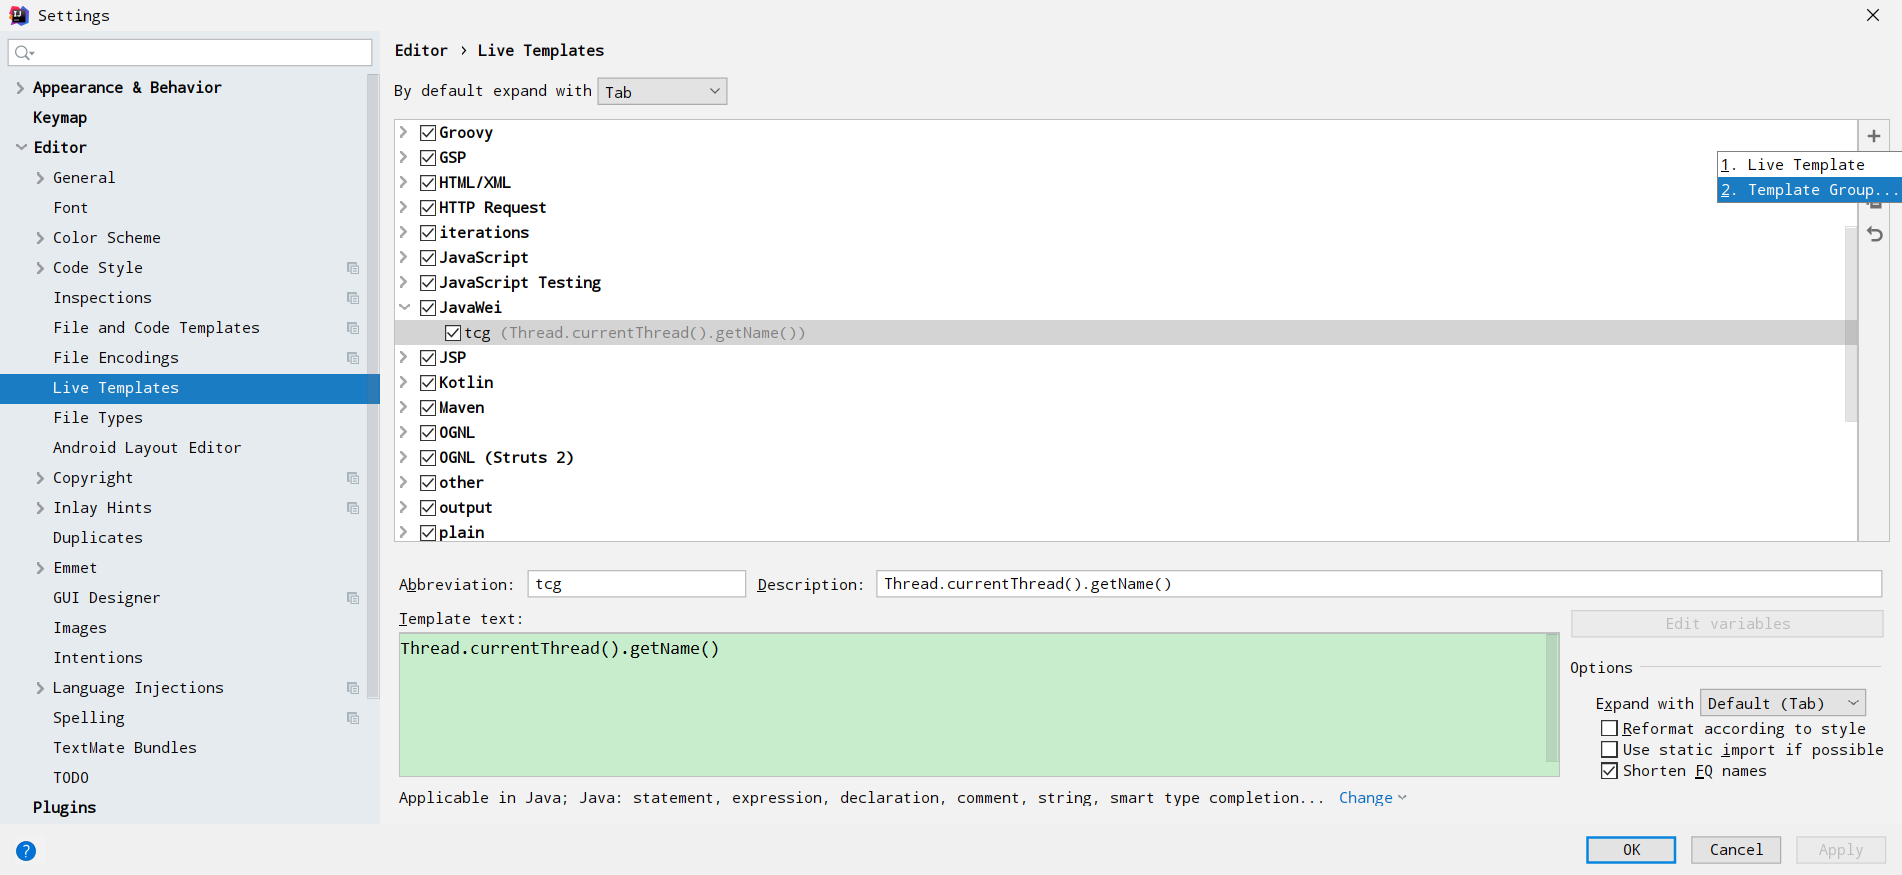 Settings
Appearance & Behavior
Keymap
Editor
General
Font
Color Scheme
Code Style
Inspections
File and Code Templates
File Encodings
Live Templates
File Types
Android Layout Editor
Copyright
Inlay Hints
Duplicates
Emmet
GUI Designer
Images
Intentions
Language Injections
Spelling
TextMate Bundles
TODO
Plugins
Editor › Live Templates
By default expand with Tab
Groovy
GSP
HTML/XML
HTTP Request
iterations
JavaScript
JavaScript Testing
JavaWei
tcg (Thread.currentThread().getName())
JSP
Kotlin
Maven
OGNL
OGNL (Struts 2)
other
output
plain
1. Live Template
2. Template Group...
Abbreviation: tcg Description: Thread.currentThread().getName()
Template text:
Thread.currentThread().getName()
Edit variables
Options
Expand with Default (Tab)
Reformat according to style
Use static import if possible
Shorten FQ names
Applicable in Java; Java: statement, expression, declaration, comment, string, smart type completion... Change
? OK Cancel Apply